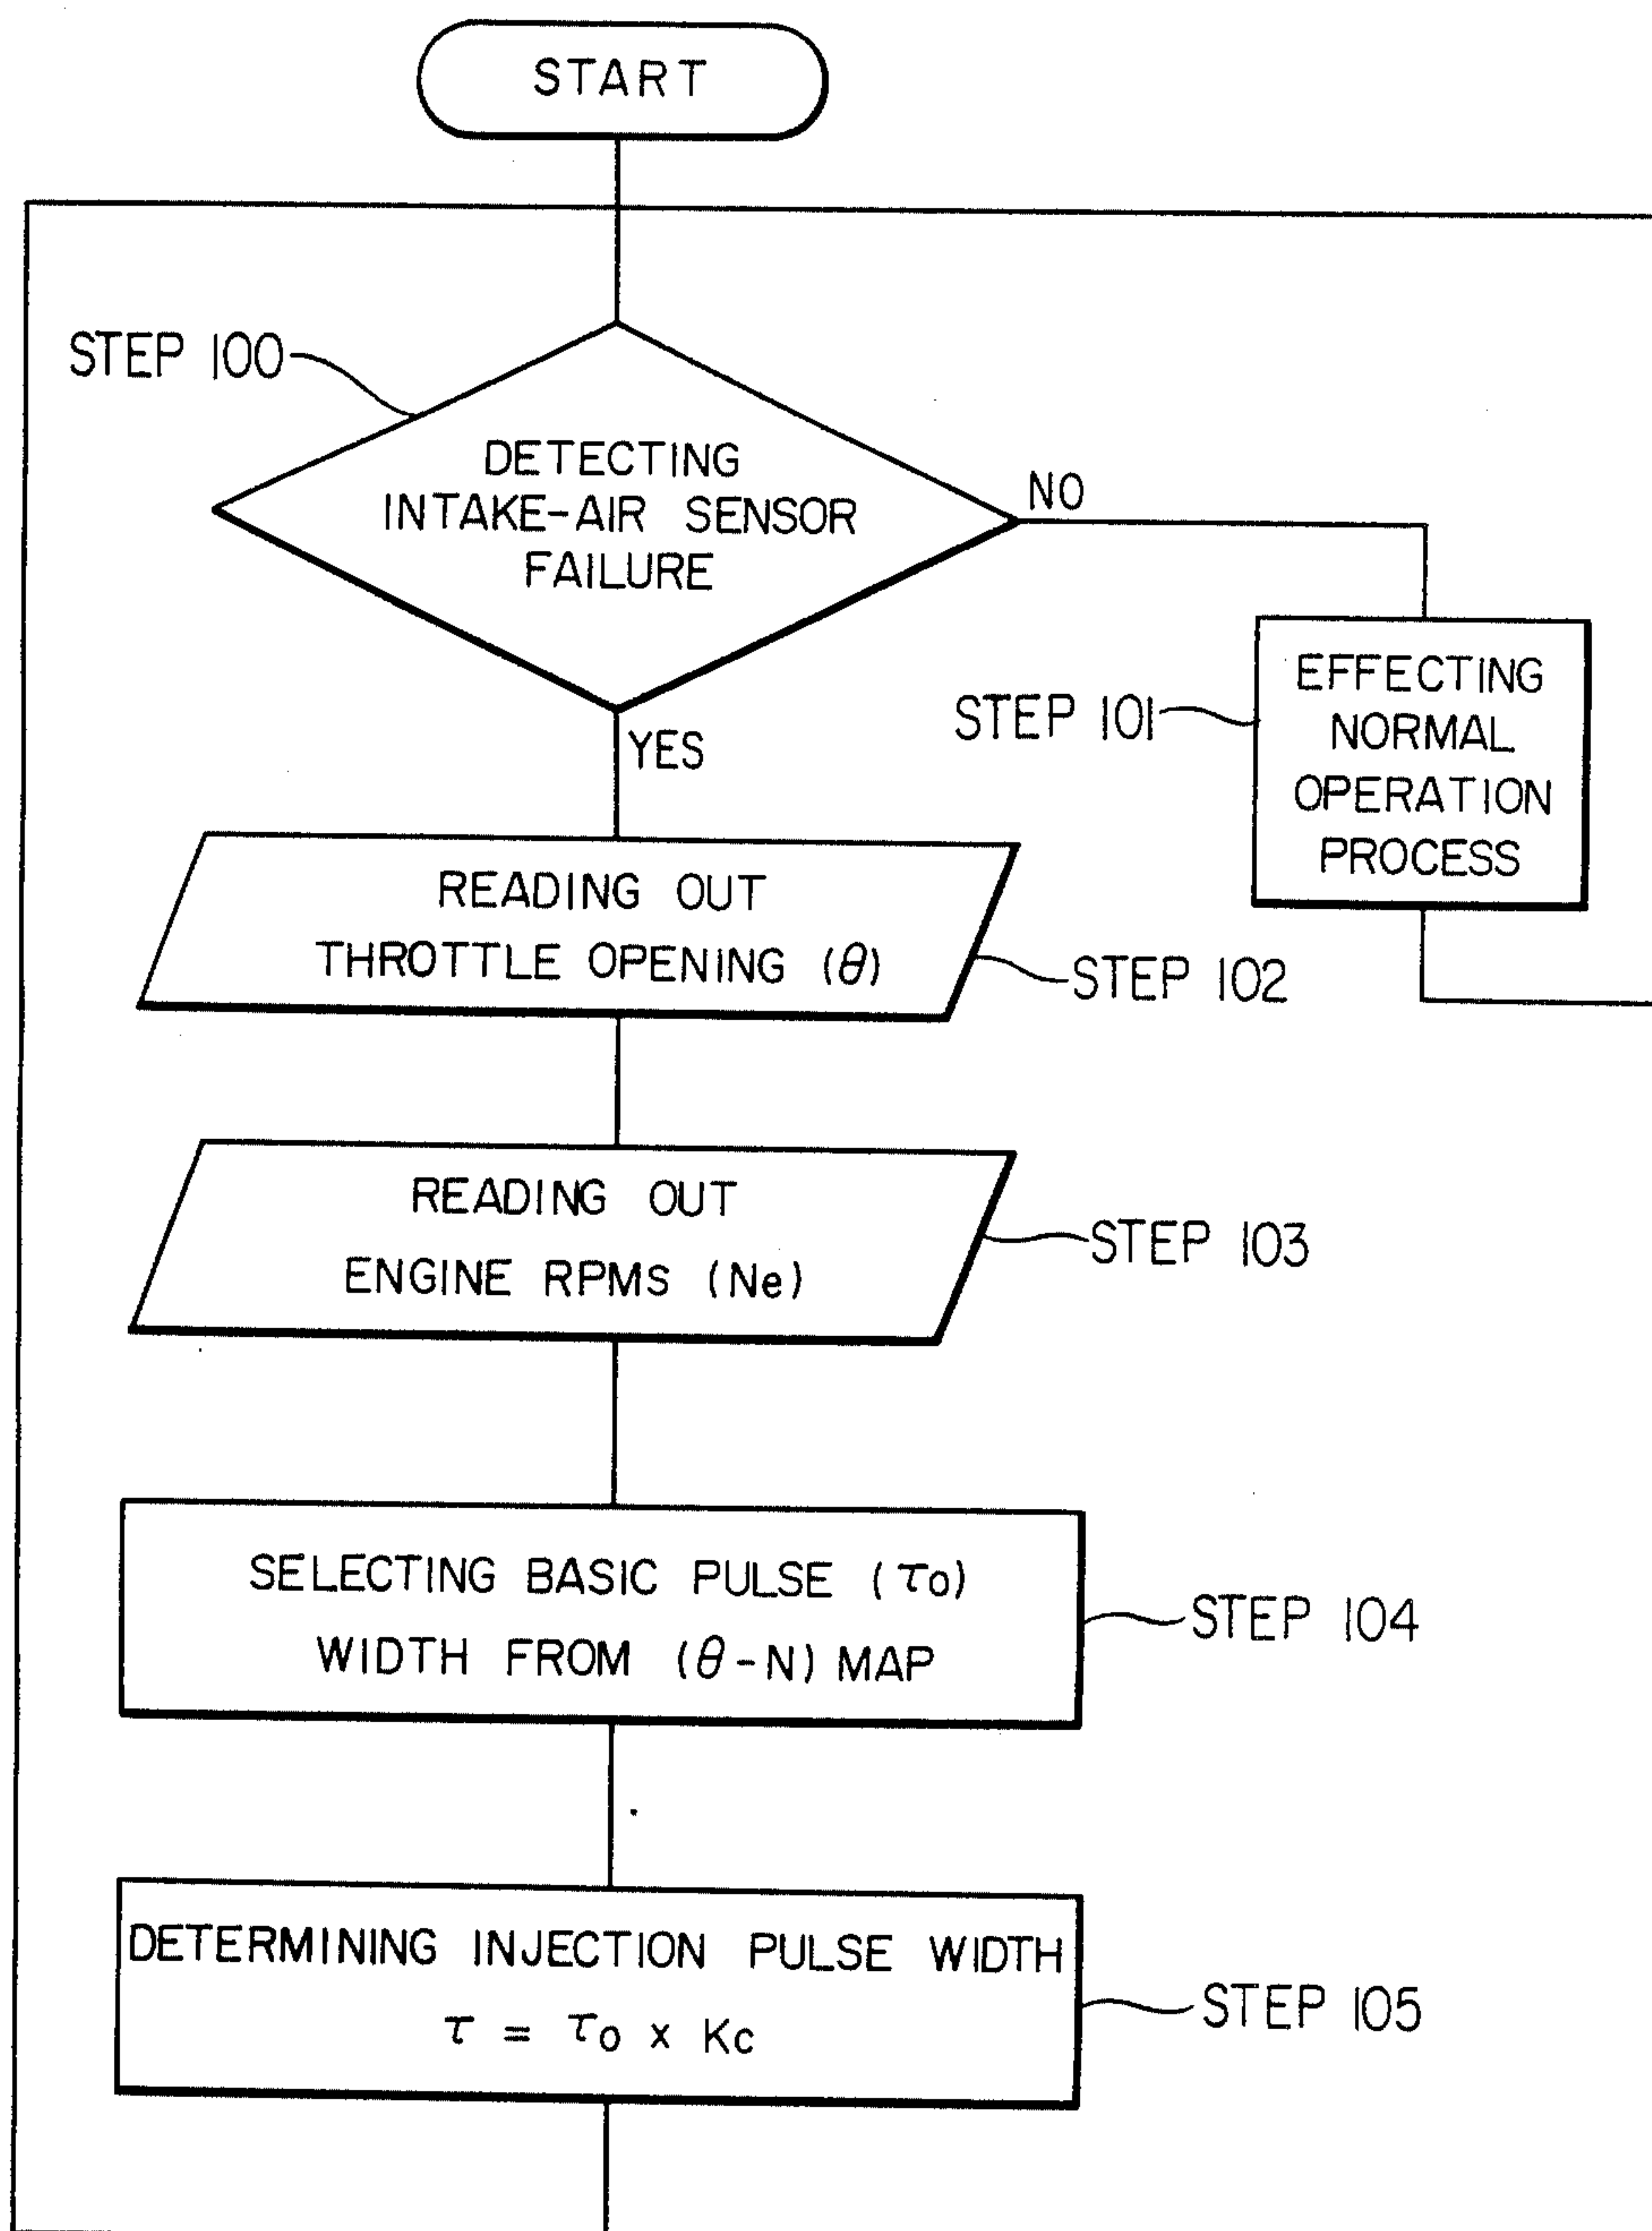 START
STEP 100
DETECTING
INTAKE-AIR SENSOR
FAILURE
NO
YES
STEP 101
EFFECTING
NORMAL
OPERATION
PROCESS
READING OUT
THROTTLE OPENING (θ)
STEP 102
READING OUT
ENGINE RPMs (Ne)
STEP 103
SELECTING BASIC PULSE (τo)
WIDTH FROM (θ-N) MAP
STEP 104
DETERMINING INJECTION PULSE WIDTH
τ = τo x Kc
STEP 105